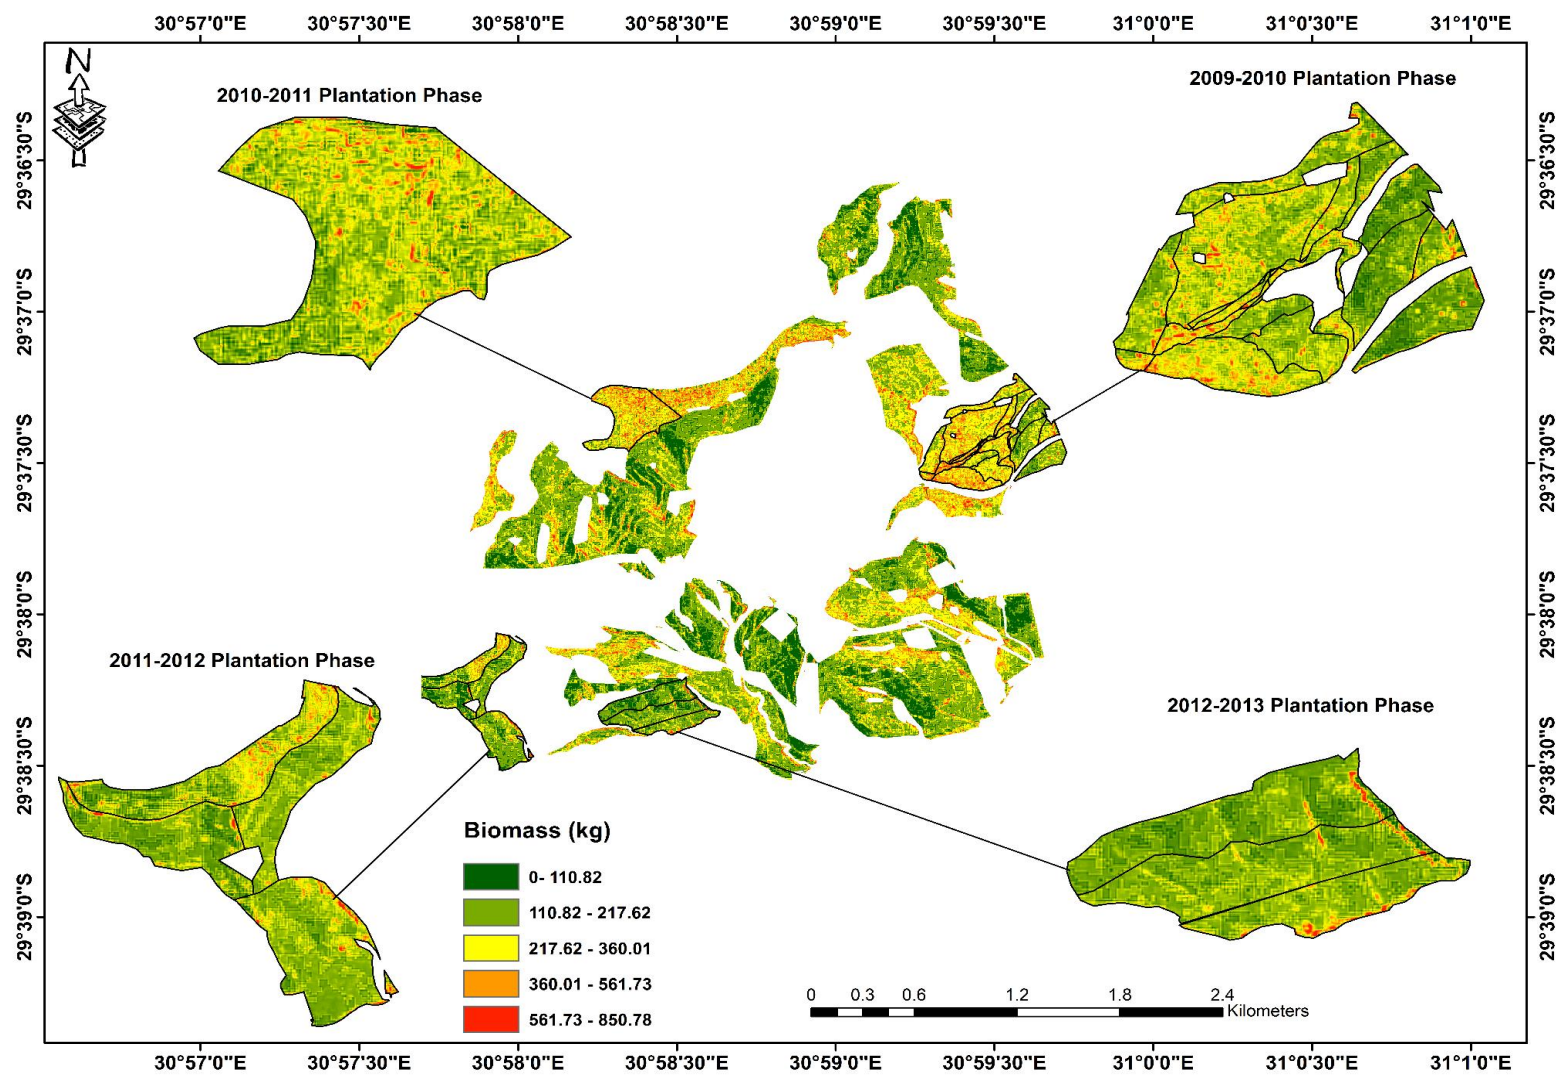 30°57'0"E 30°57'30"E 30°58'0"E 30°58'30"E 30°59'0"E 30°59'30"E 31°0'0"E 31°0'30"E 31°1'0"E
N
2010-2011 Plantation Phase
2009-2010 Plantation Phase
29°36'30"S 29°36'30"S
29°37'0"S 29°37'0"S
29°37'30"S 29°37'30"S
29°38'0"S 29°38'0"S
2011-2012 Plantation Phase
2012-2013 Plantation Phase
29°38'30"S 29°38'30"S
29°39'0"S 29°39'0"S
Biomass (kg)
0- 110.82
110.82 - 217.62
217.62 - 360.01
360.01 - 561.73
561.73 - 850.78
0 0.3 0.6 1.2 1.8 2.4
Kilometers
30°57'0"E 30°57'30"E 30°58'0"E 30°58'30"E 30°59'0"E 30°59'30"E 31°0'0"E 31°0'30"E 31°1'0"E